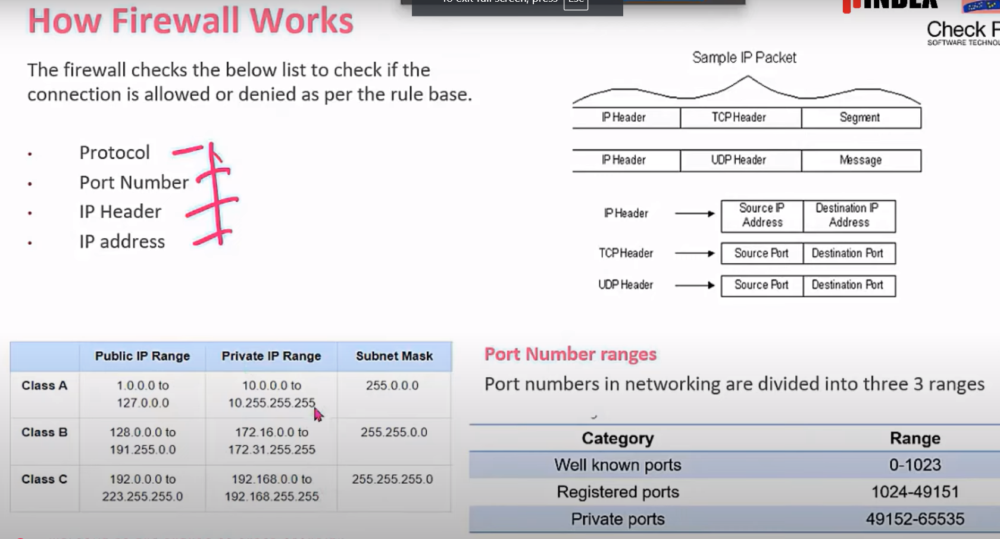 To exit full screen, press Esc
INDEX
How Firewall Works
Check
SOFTWARE
The firewall checks the below list to check if the
connection is allowed or denied as per the rule base.
· Protocol
· Port Number
· IP Header
· IP address
Sample IP Packet
IP Header TCP Header Segment
IP Header UDP Header Message
IP Header Source IP Address Destination IP Address
TCP Header Source Port Destination Port
UDP Header Source Port Destination Port
Public IP Range Private IP Range Subnet Mask
Class A 1.0.0.0 to 10.0.0.0 to 255.0.0.0
127.0.0.0 10.255.255.255
Class B 128.0.0.0 to 172.16.0.0 to 255.255.0.0
191.255.0.0 172.31.255.255
Class C 192.0.0.0 to 192.168.0.0 to 255.255.255.0
223.255.255.0 192.168.255.255
Port Number ranges
Port numbers in networking are divided into three 3 ranges
Category Range
Well known ports 0-1023
Registered ports 1024-49151
Private ports 49152-65535